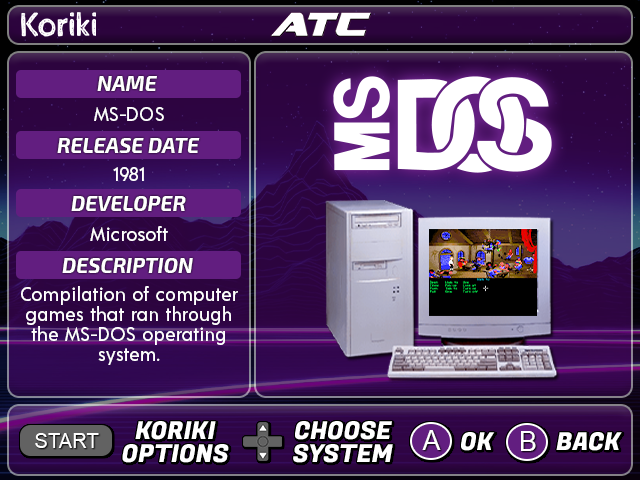 Koriki
ATC
NAME
MS-DOS
RELEASE DATE
1981
DEVELOPER
Microsoft
DESCRIPTION
Compilation of computer
games that ran through
the MS-DOS operating
system.
MS DOS
START
KORIKI
OPTIONS
CHOOSE
SYSTEM
A OK
B BACK